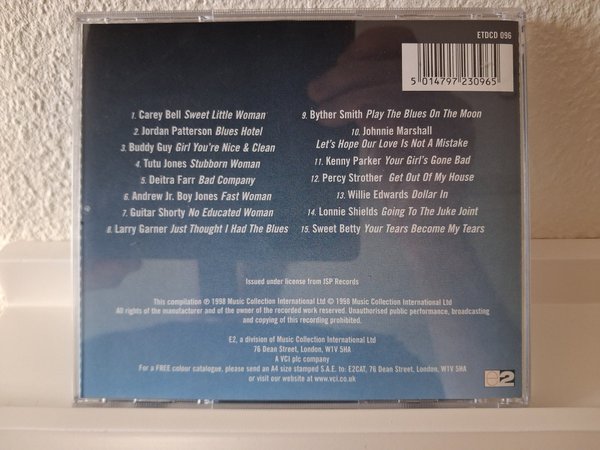 ETDCD 096
5 014797 230965
1. Carey Bell Sweet Little Woman
2. Jordan Patterson Blues Hotel
3. Buddy Guy Girl You're Nice & Clean
4. Tutu Jones Stubborn Woman
5. Deitra Farr Bad Company
6. Andrew Jr. Boy Jones Fast Woman
7. Guitar Shorty No Educated Woman
8. Larry Garner Just Thought I Had The Blues
9. Byther Smith Play The Blues On The Moon
10. Johnnie Marshall
Let's Hope Our Love Is Not A Mistake
11. Kenny Parker Your Girl's Gone Bad
12. Percy Strother Get Out Of My House
13. Willie Edwards Dollar In
14. Lonnie Shields Going To The Juke Joint
15. Sweet Betty Your Tears Become My Tears
Issued under license from JSP Records
This compilation ℗ 1998 Music Collection International Ltd © 1998 Music Collection International Ltd
All rights of the manufacturer and of the owner of the recorded work reserved. Unauthorised public performance, broadcasting
and copying of this recording prohibited.
E2, a division of Music Collection International Ltd
76 Dean Street, London, W1V 5HA
A VCI plc company
For a FREE colour catalogue, please send an A4 size stamped S.A.E. to: E2CAT, 76 Dean Street, London, W1V 5HA
or visit our website at www.vci.co.uk
e2